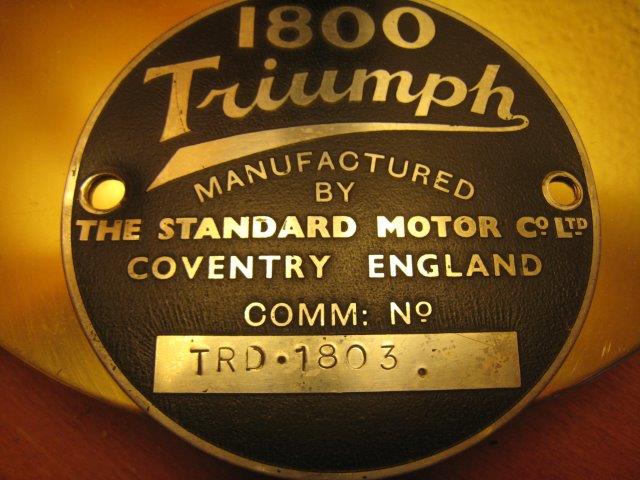 1800
Triumph
MANUFACTURED
BY
THE STANDARD MOTOR Cº LTD
COVENTRY ENGLAND
COMM: Nº
TRD·1803.